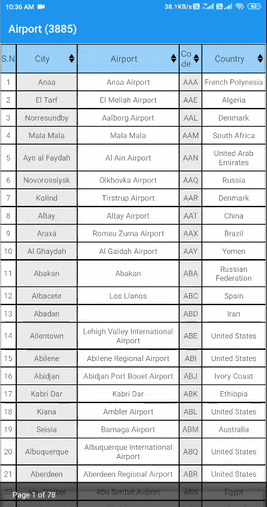 10:36 AM 38.1KB/s
Airport (3885)
S.N City Airport Co de Country
1 Anaa Anaa Airport AAA French Polynesia
2 El Tarf El Mellah Airport AAE Algeria
3 Norresundby Aalborg Airport AAL Denmark
4 Mala Mala Mala Mala AAM South Africa
5 Ayn al Faydah Al Ain Airport AAN United Arab Emirates
6 Novorossiysk Olkhovka Airport AAQ Russia
7 Kolind Tirstrup Airport AAR Denmark
8 Altay Altay Airport AAT China
9 Araxá Romeu Zuma Airport AAX Brazil
10 Al Ghaydah Al Gaidah Airport AAY Yemen
11 Abakan Abakan ABA Russian Federation
12 Albacete Los Llanos ABC Spain
13 Abadan ABD Iran
14 Allentown Lehigh Valley International Airport ABE United States
15 Abilene Abilene Regional Airport ABI United States
16 Abidjan Abidjan Port Bouet Airport ABJ Ivory Coast
17 Kabri Dar Kabri Dar ABK Ethiopia
18 Kiana Ambler Airport ABL United States
19 Seisia Bamaga Airport ABM Australia
20 Albuquerque Albuquerque International Airport ABQ United States
21 Aberdeen Aberdeen Regional Airport ABR United States
22 Abu Simbel Abu Simbel Airport ABS Egypt
Page 1 of 78